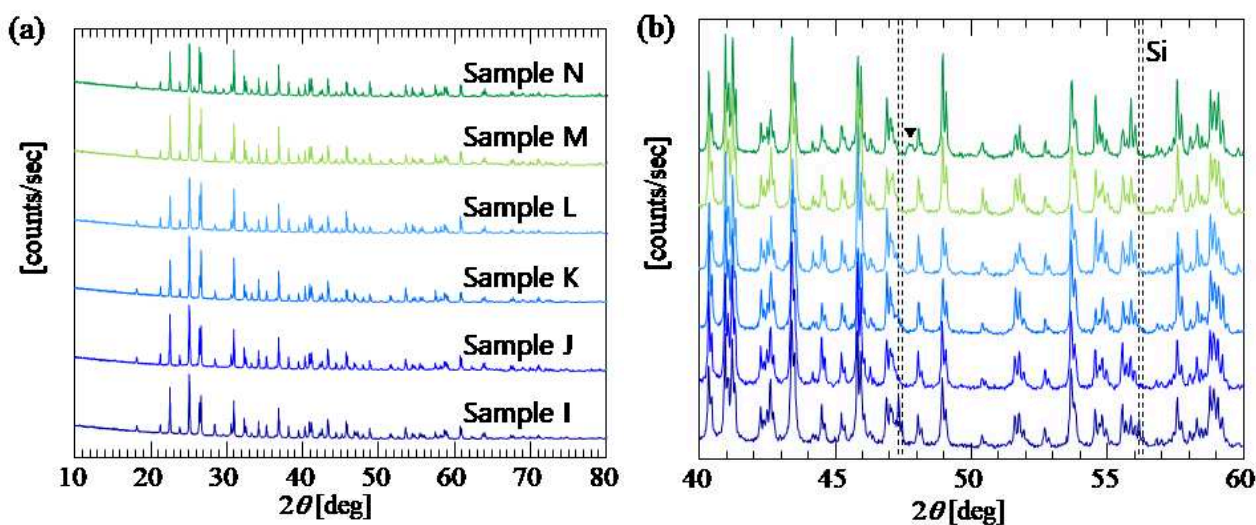 (a)
[counts/sec]
Sample N
Sample M
Sample L
Sample K
Sample J
Sample I
10 20 30 40 50 60 70 80
2θ [deg]
(b)
[counts/sec]
Si
40 45 50 55 60
2θ [deg]